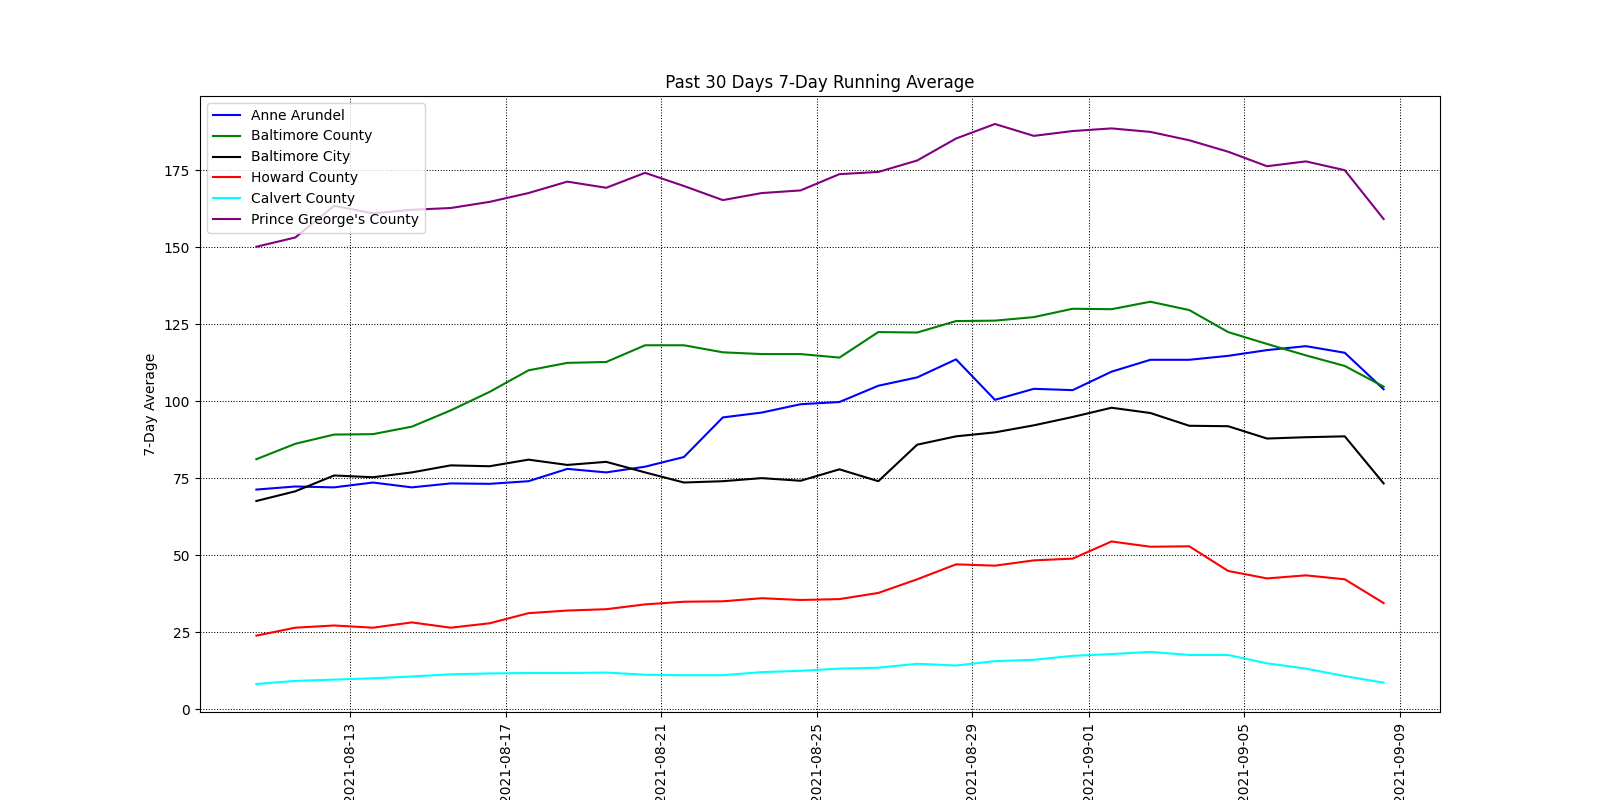 Past 30 Days 7-Day Running Average
Anne Arundel
Baltimore County
Baltimore City
Howard County
Calvert County
Prince Greorge's County
7-Day Average
175
150
125
100
75
50
25
0
2021-08-13
2021-08-17
2021-08-21
2021-08-25
2021-08-29
2021-09-01
2021-09-05
2021-09-09